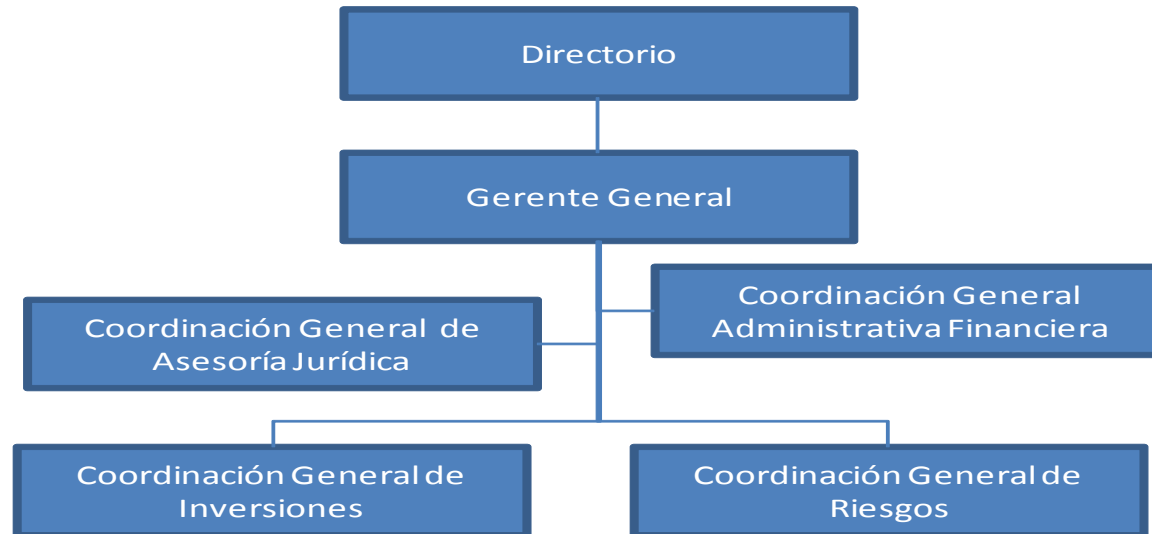 Directorio
Gerente General
Coordinación General
Administrativa Financiera
Coordinación General de
Asesoría Jurídica
Coordinación General de
Inversiones
Coordinación General de
Riesgos